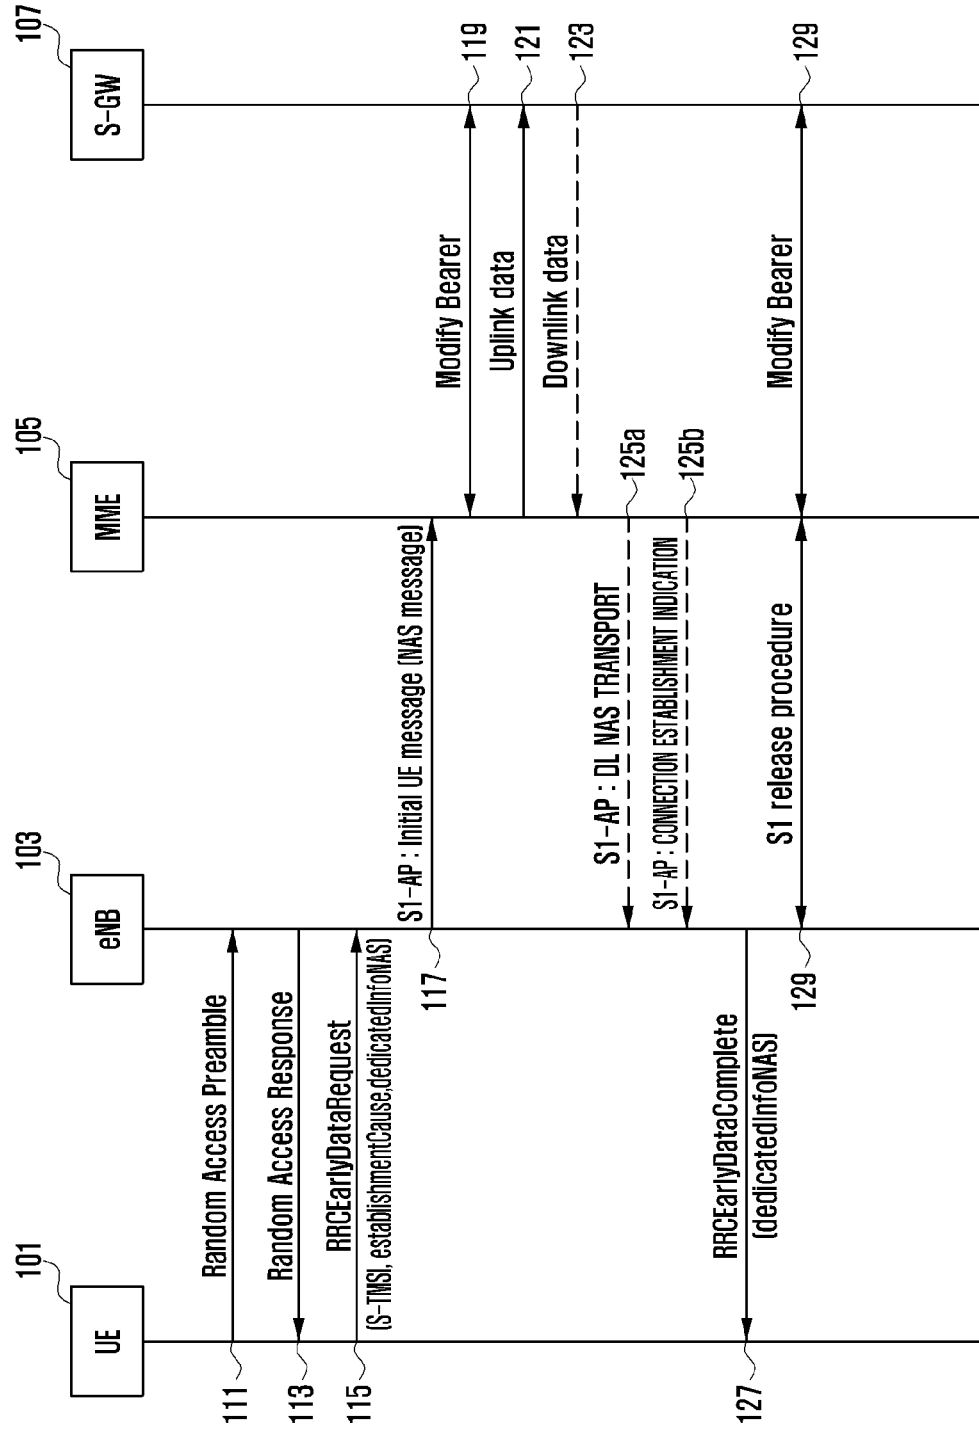 UE
101
eNB
103
MME
105
S-GW
107
111
Random Access Preamble
113
Random Access Response
115
RRCEarlyDataRequest
(S-TMSI, establishmentCause,dedicatedInfoNAS)
S1-AP : Initial UE message (NAS message)
117
Modify Bearer
119
Uplink data
121
Downlink data
123
S1-AP : DL NAS TRANSPORT
125a
S1-AP : CONNECTION ESTABLISHMENT INDICATION
125b
127
RRCEarlyDataComplete
(dedicatedInfoNAS)
129
S1 release procedure
Modify Bearer
129